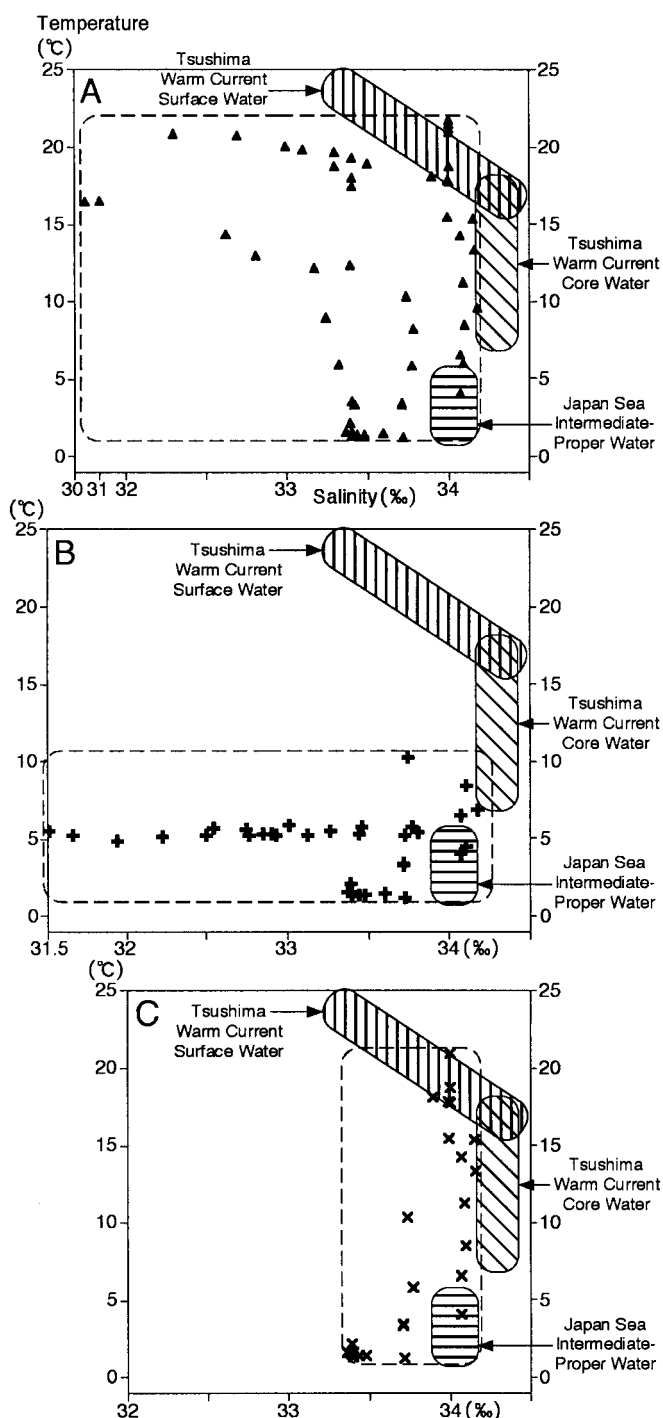 Temperature
(℃)
A
Tsushima
Warm Current
Surface Water
25
20
15
10
5
0
25
20
15
10
5
0
Tsushima
Warm Current
Core Water
Japan Sea
Intermediate-
Proper Water
30 31 32 33 Salinity(‰) 34
(℃)
B
Tsushima
Warm Current
Surface Water
25
20
15
10
5
0
25
20
15
10
5
0
Tsushima
Warm Current
Core Water
Japan Sea
Intermediate-
Proper Water
31.5 32 33 34 (‰)
(℃)
C
Tsushima
Warm Current
Surface Water
25
20
15
10
5
0
25
20
15
10
5
0
Tsushima
Warm Current
Core Water
Japan Sea
Intermediate-
Proper Water
32 33 34 (‰)